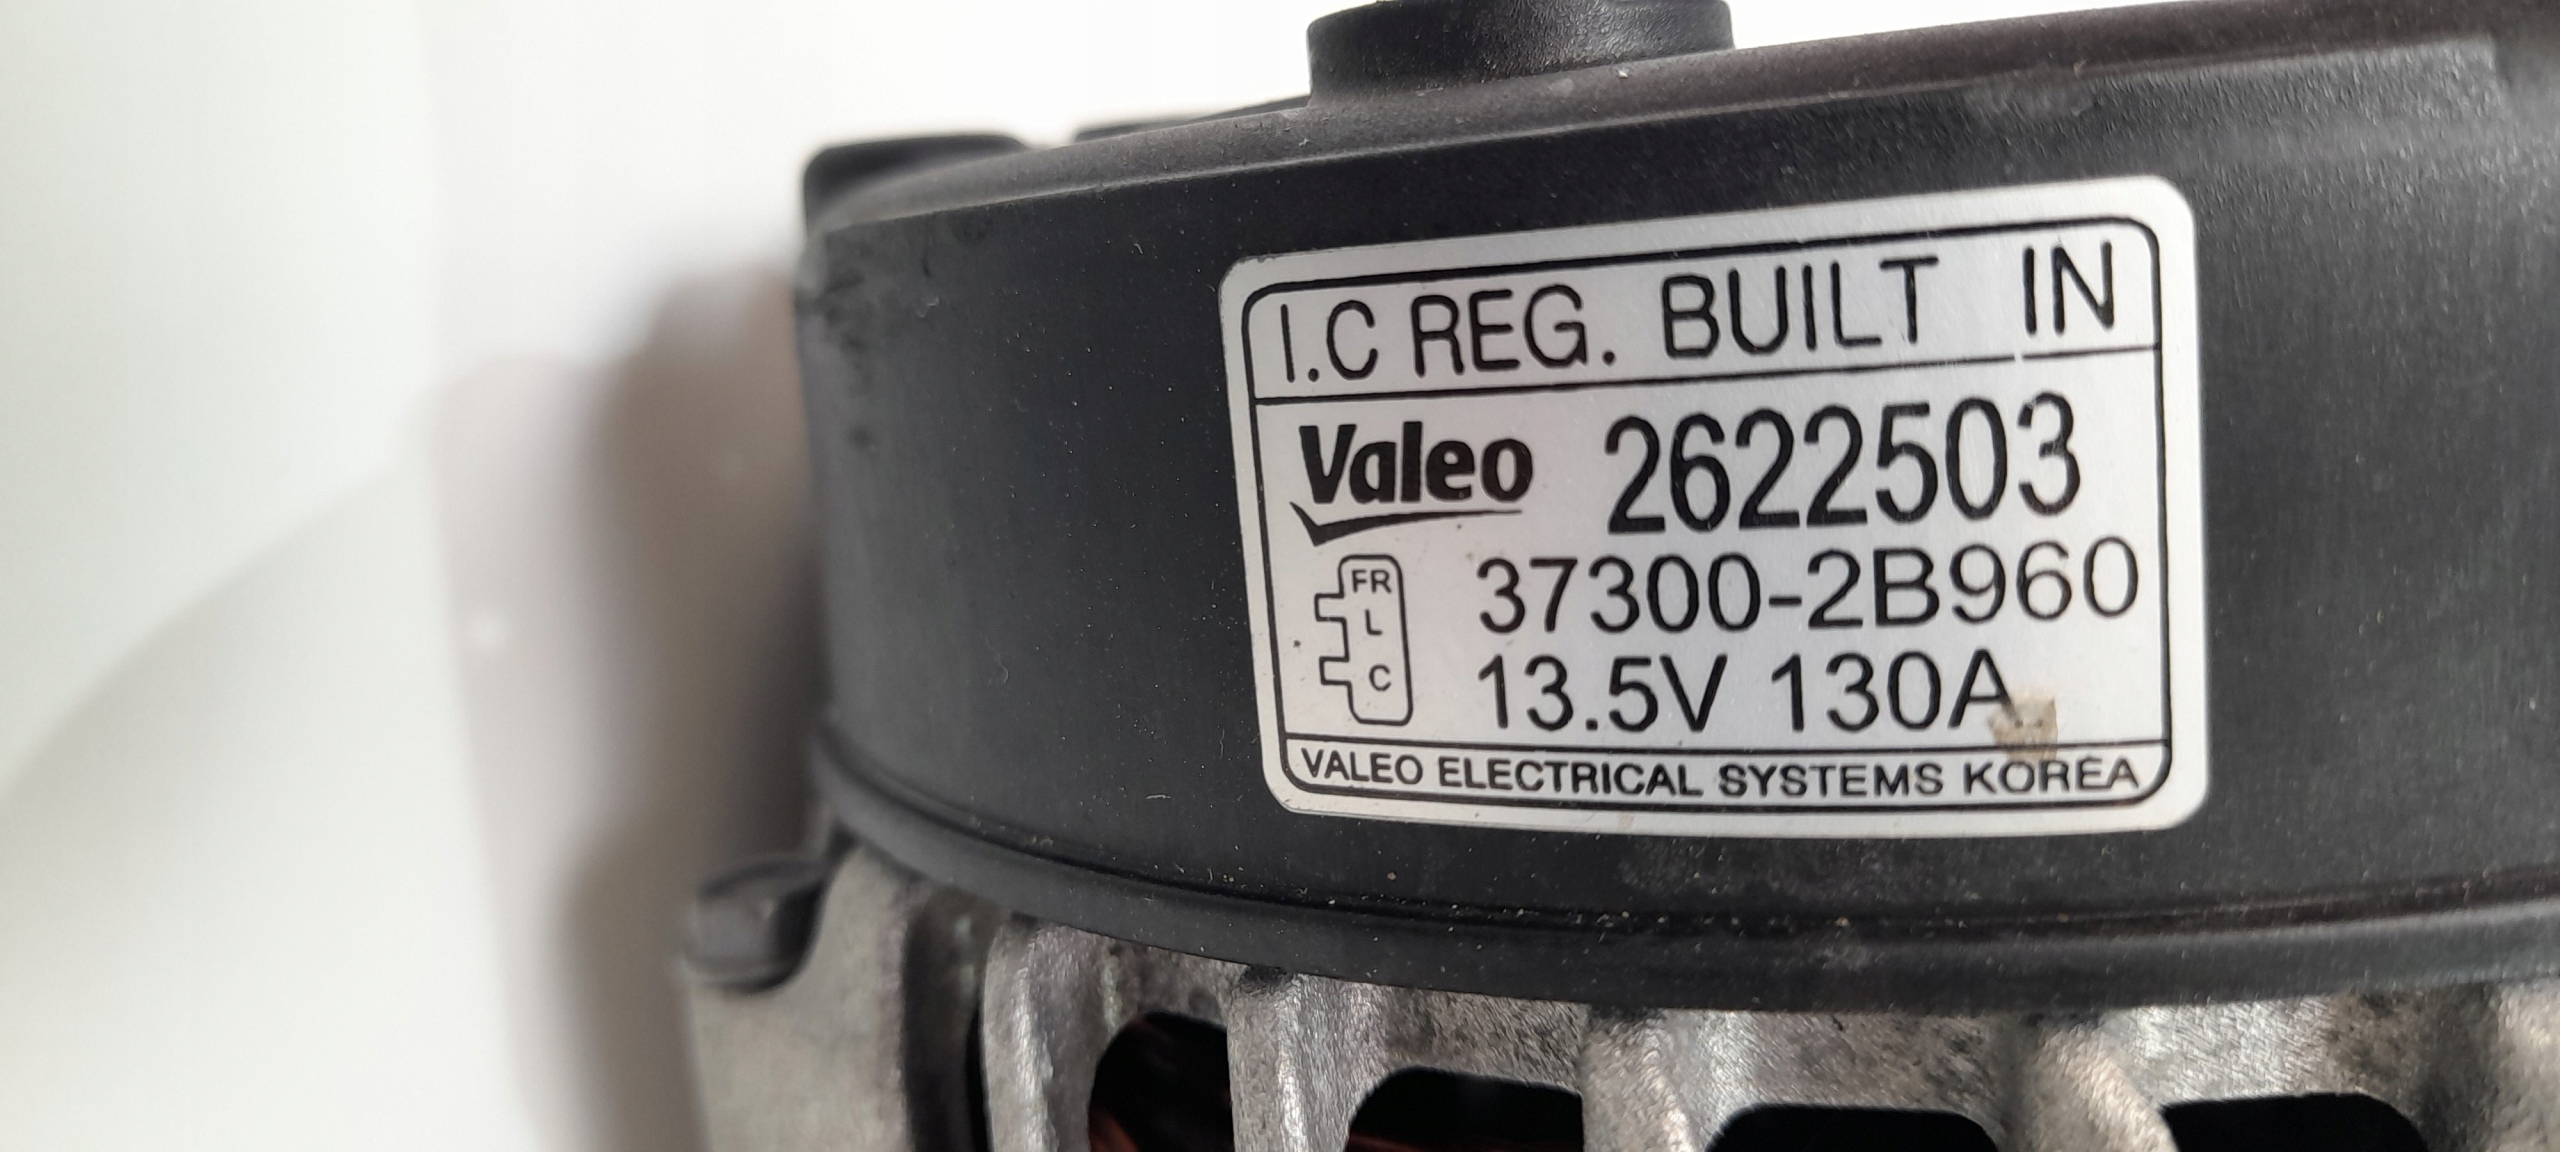 I.C REG. BUILT IN
Valeo 2622503
FR
L
C
37300-2B960
13.5V 130A
VALEO ELECTRICAL SYSTEMS KOREA